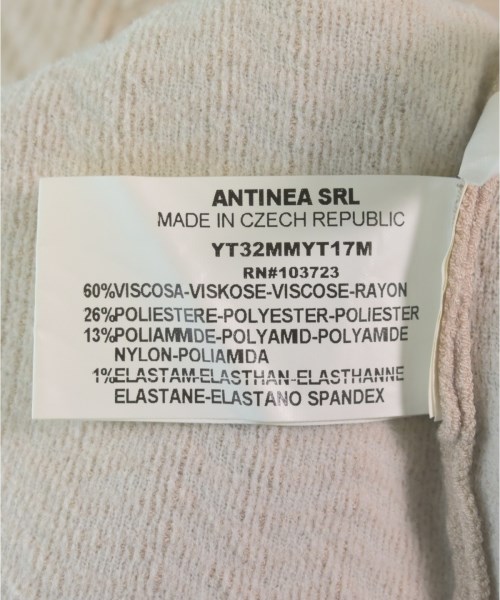 ANTINEA SRL
MADE IN CZECH REPUBLIC
YT32MMYT17M
RN#103723
60%VISCOSA-VISKOSE-VISCOSE-RAYON
26%POLIESTERE-POLYESTER-POLIESTER
13%POLIAMMDE-POLYAMID-POLYAMIDE
NYLON-POLIAMIDA
1%ELASTAM-ELASTHAN-ELASTHANNE
ELASTANE-ELASTANO SPANDEX